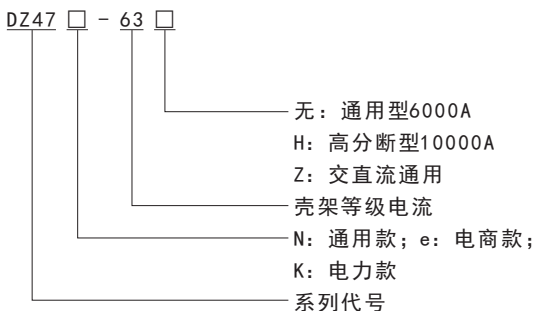 DZ47 □ - 63 □
无：通用型6000A
H：高分断型10000A
Z：交直流通用
壳架等级电流
N：通用款；e：电商款；
K：电力款
系列代号